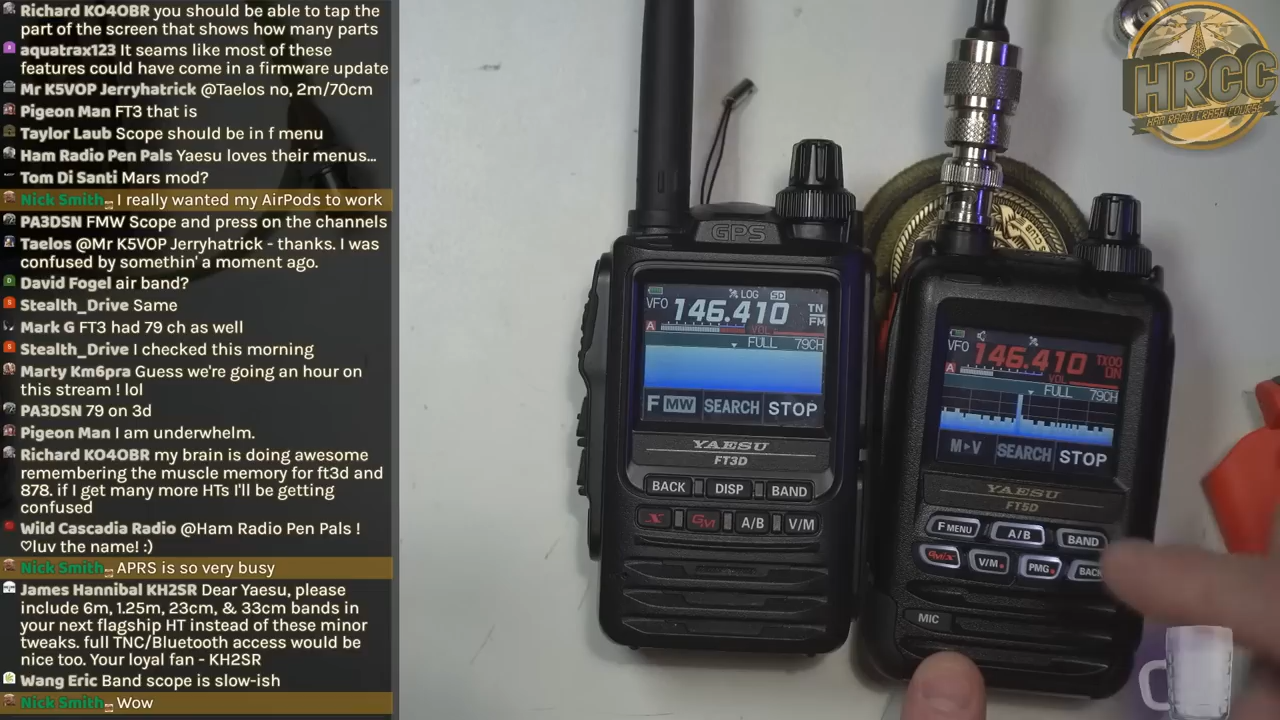 Richard KO4OBR you should be able to tap the
part of the screen that shows how many parts
aquatrax123 It seems like most of these
features could have come in a firmware update
Mr K5VOP Jerryhatrick @Taelos no, 2m/70cm
Pigeon Man FT3 that is
Taylor Laub Scope should be in f menu
Ham Radio Pen Pals Yaesu loves their menus...
Tom Di Santi Mars mod?
Nick Smith I really wanted my AirPods to work
PA3DSN FMW Scope and press on the channels
Taelos @Mr K5VOP Jerryhatrick - thanks. I was
confused by somethin' a moment ago.
David Fogel air band?
Stealth_Drive Same
Mark G FT3 had 79 ch as well
Stealth_Drive I checked this morning
Marty Km6pra Guess we're going an hour on
this stream ! lol
PA3DSN 79 on 3d
Pigeon Man I am underwhelm.
Richard KO4OBR my brain is doing awesome
remembering the muscle memory for ft3d and
878. if I get many more HTs I'll be getting
confused
Wild Cascadia Radio @Ham Radio Pen Pals !
♡luv the name! :)
Nick Smith APRS is so very busy
James Hannibal KH2SR Dear Yaesu, please
include 6m, 1.25m, 23cm, & 33cm bands in
your next flagship HT instead of these minor
tweaks. full TNC/Bluetooth access would be
nice too. Your loyal fan - KH2SR
Wang Eric Band scope is slow-ish
Nick Smith Wow
HRCC
HAM RADIO CRASH COURSE
GPS
LOG SD
VFO 146.410 TN
FM
A VOL
FULL 79CH
F MW SEARCH STOP
YAESU
FT3D
BACK DISP BAND
X GM A/B V/M
VFO 146.410 TX00
ON
A VOL
FULL 79CH
M▶V SEARCH STOP
YAESU
FT5D
F MENU A/B BAND
V/M PMG BACK
MIC